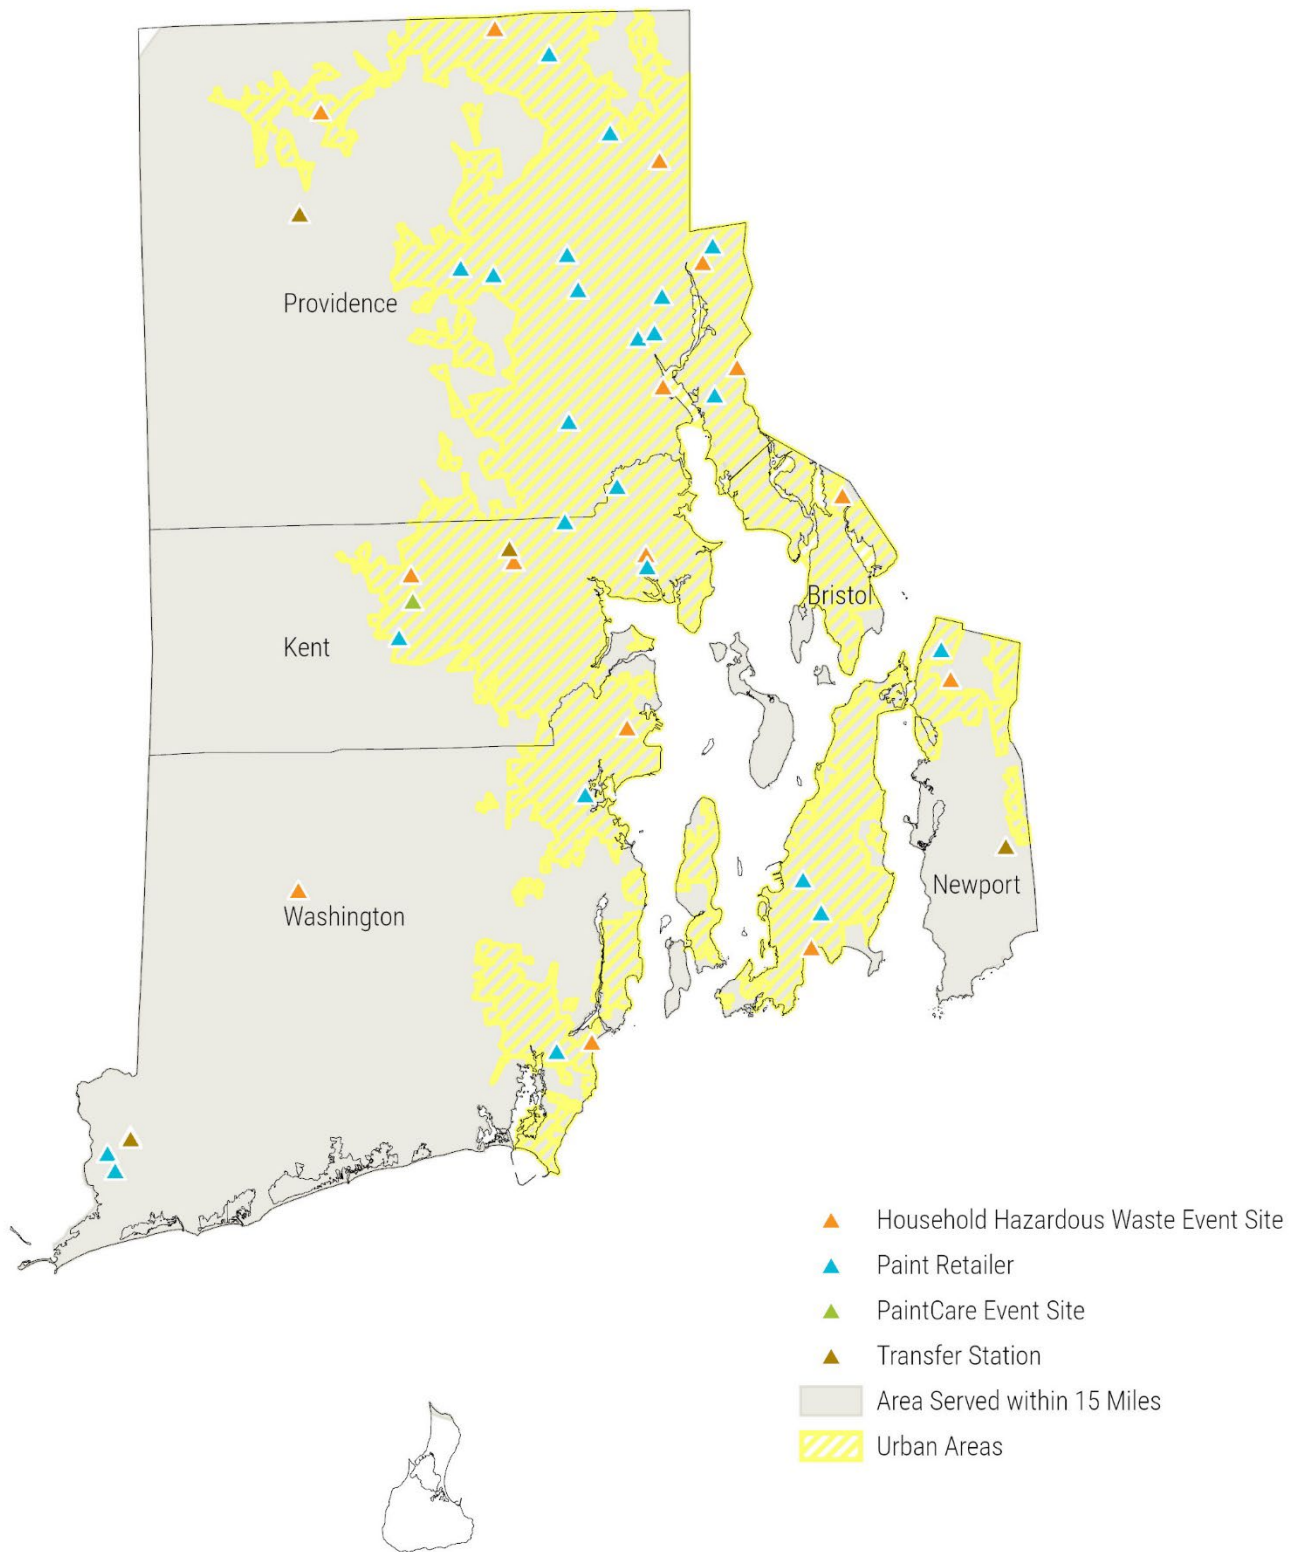 Providence
Kent
Bristol
Newport
Washington
Household Hazardous Waste Event Site
Paint Retailer
PaintCare Event Site
Transfer Station
Area Served within 15 Miles
Urban Areas